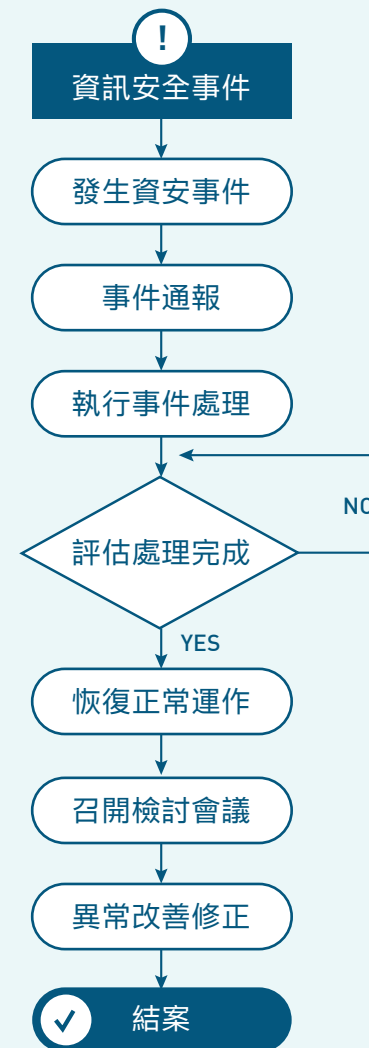 !
資訊安全事件
發生資安事件
事件通報
執行事件處理
NO
評估處理完成
YES
恢復正常運作
召開檢討會議
異常改善修正
結案